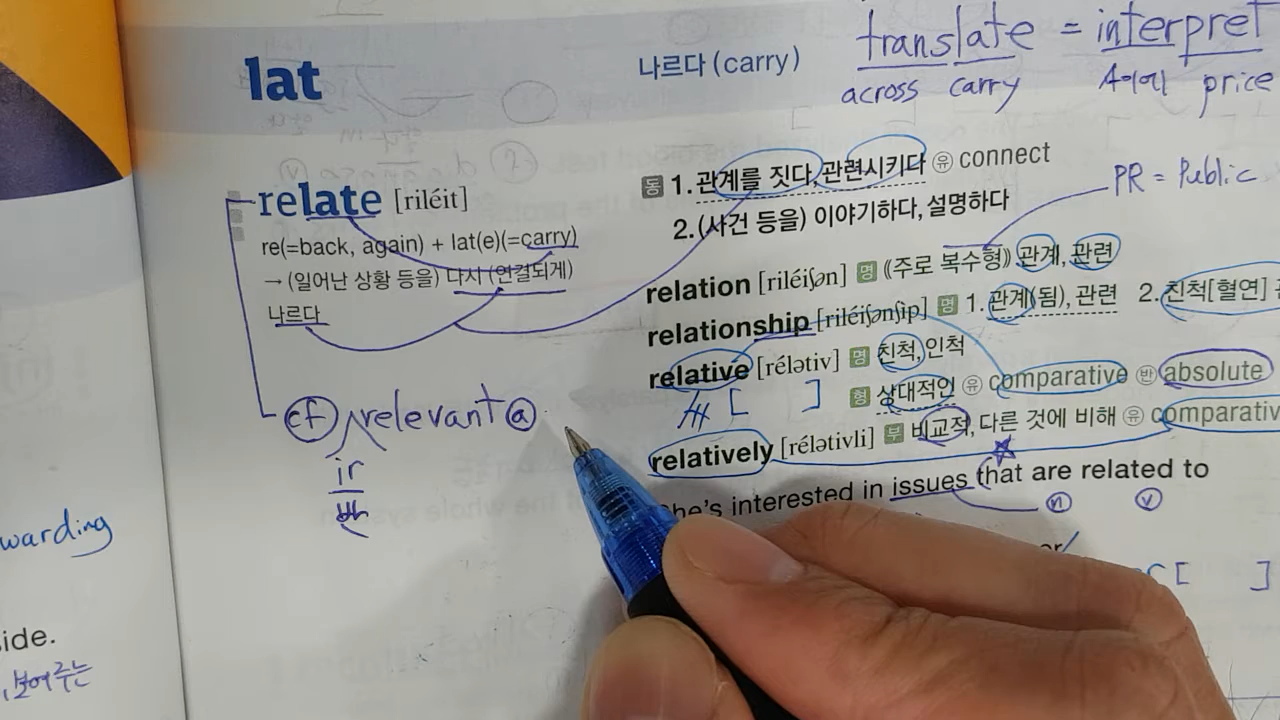 translate = interpret
across carry 사이 price
lat 나르다 (carry)
relate [riléit]
re(=back, again) + lat(e)(=carry)
→ (일어난 상황 등을) 다시 (연결되게)
나르다
cf relevant ⓐ
ir
동 1. 관계를 짓다, 관련시키다 유 connect
2. (사건 등을) 이야기하다, 설명하다
PR = Public
relation [riléiʃən] 명 《주로 복수형》 관계, 관련
relationship [riléiʃənʃip] 명 1. 관계(됨), 관련 2. 친척[혈연]
relative [rélətiv] 명 친척, 인척
[ ] 형 상대적인 유 comparative 반 absolute
relatively [rélətivli] 부 비교적, 다른 것에 비해 유 comparativ
she's interested in issues that are related to
ⓝ ⓥ
[ ]
warding
side.
보여주는